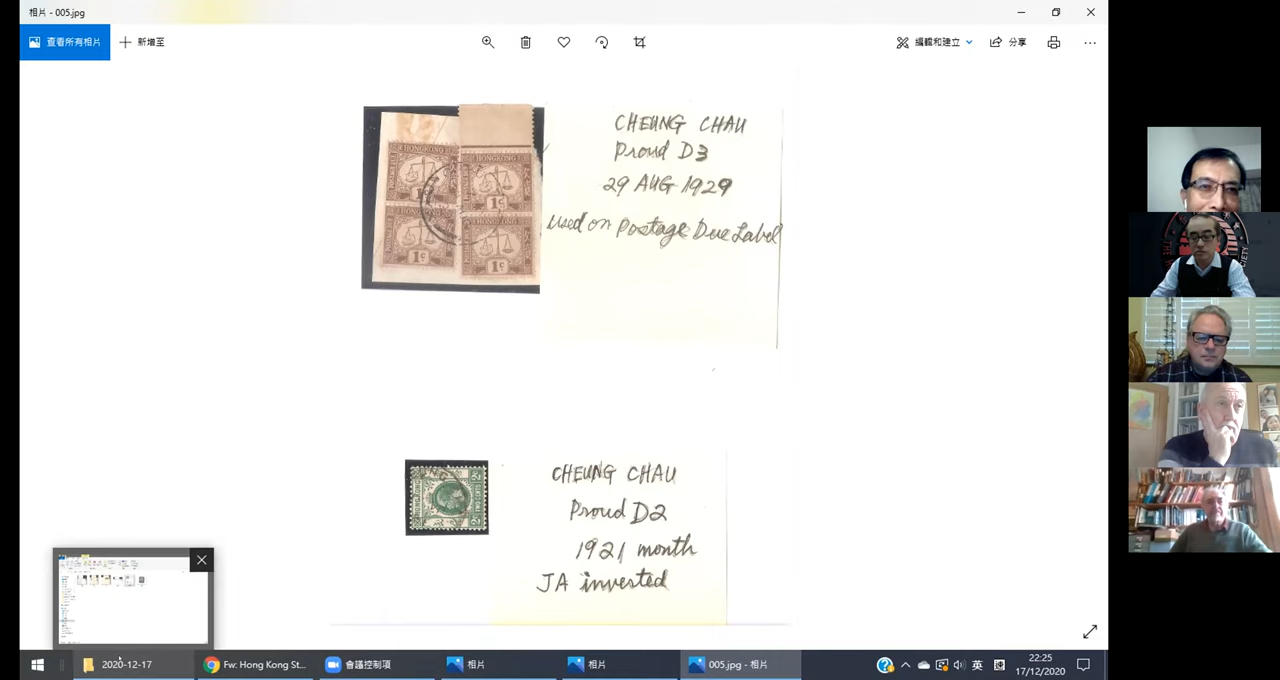 相片 - 005.jpg
查看所有相片
新增至
編輯和建立
分享
HONGKONG
HONGKONG
1c
1c
1c
CHEUNG CHAU
Proud D3
29 AUG 1929
used on Postage Due Label
CHEUNG CHAU
Proud D2
1921 month
JA invested
2020-12-17
Fw: Hong Kong St...
會議控制項
相片
相片
005.jpg - 相片
英
22:25
17/12/2020